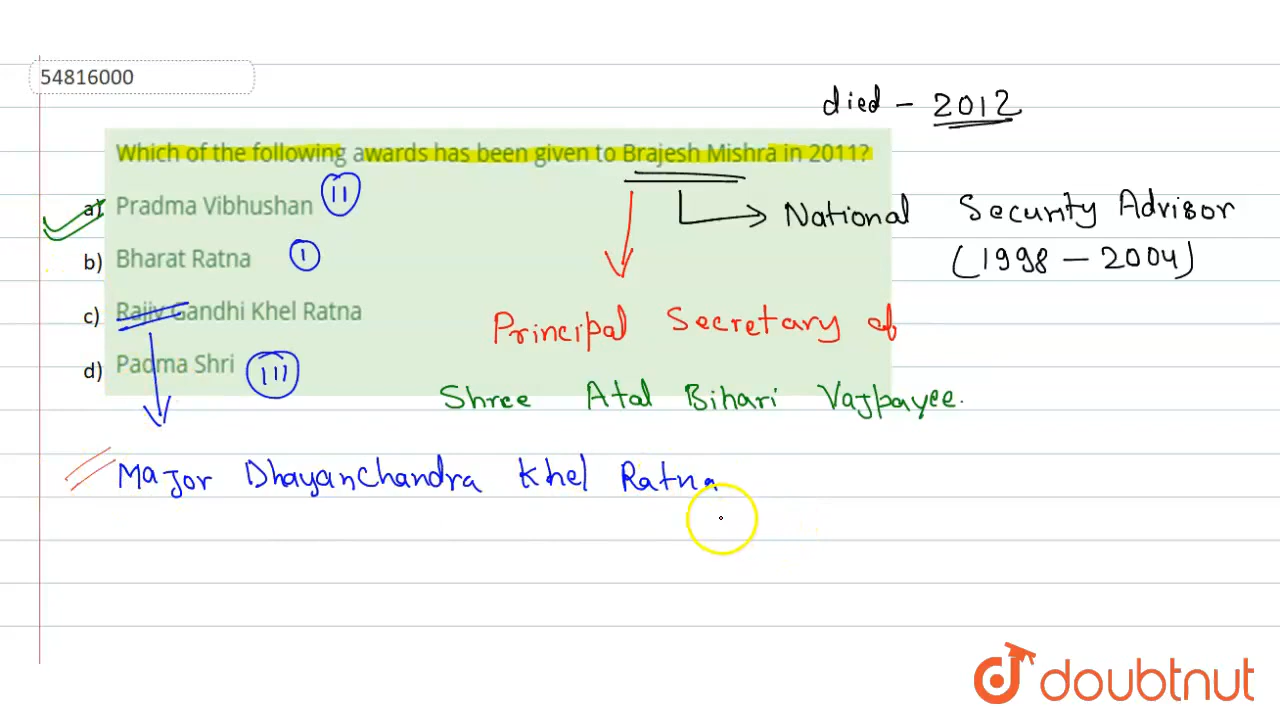 54816000
died - 2012
Which of the following awards has been given to Brajesh Mishra in 2011?
a) Pradma Vibhushan II
National Security Advisor
b) Bharat Ratna I
(1998 - 2004)
c) Rajiv Gandhi Khel Ratna
Principal Secretary of
d) Padma Shri III
Shree Atal Bihari Vajpayee.
Major Dhayanchandra Khel Ratna
doubtnut